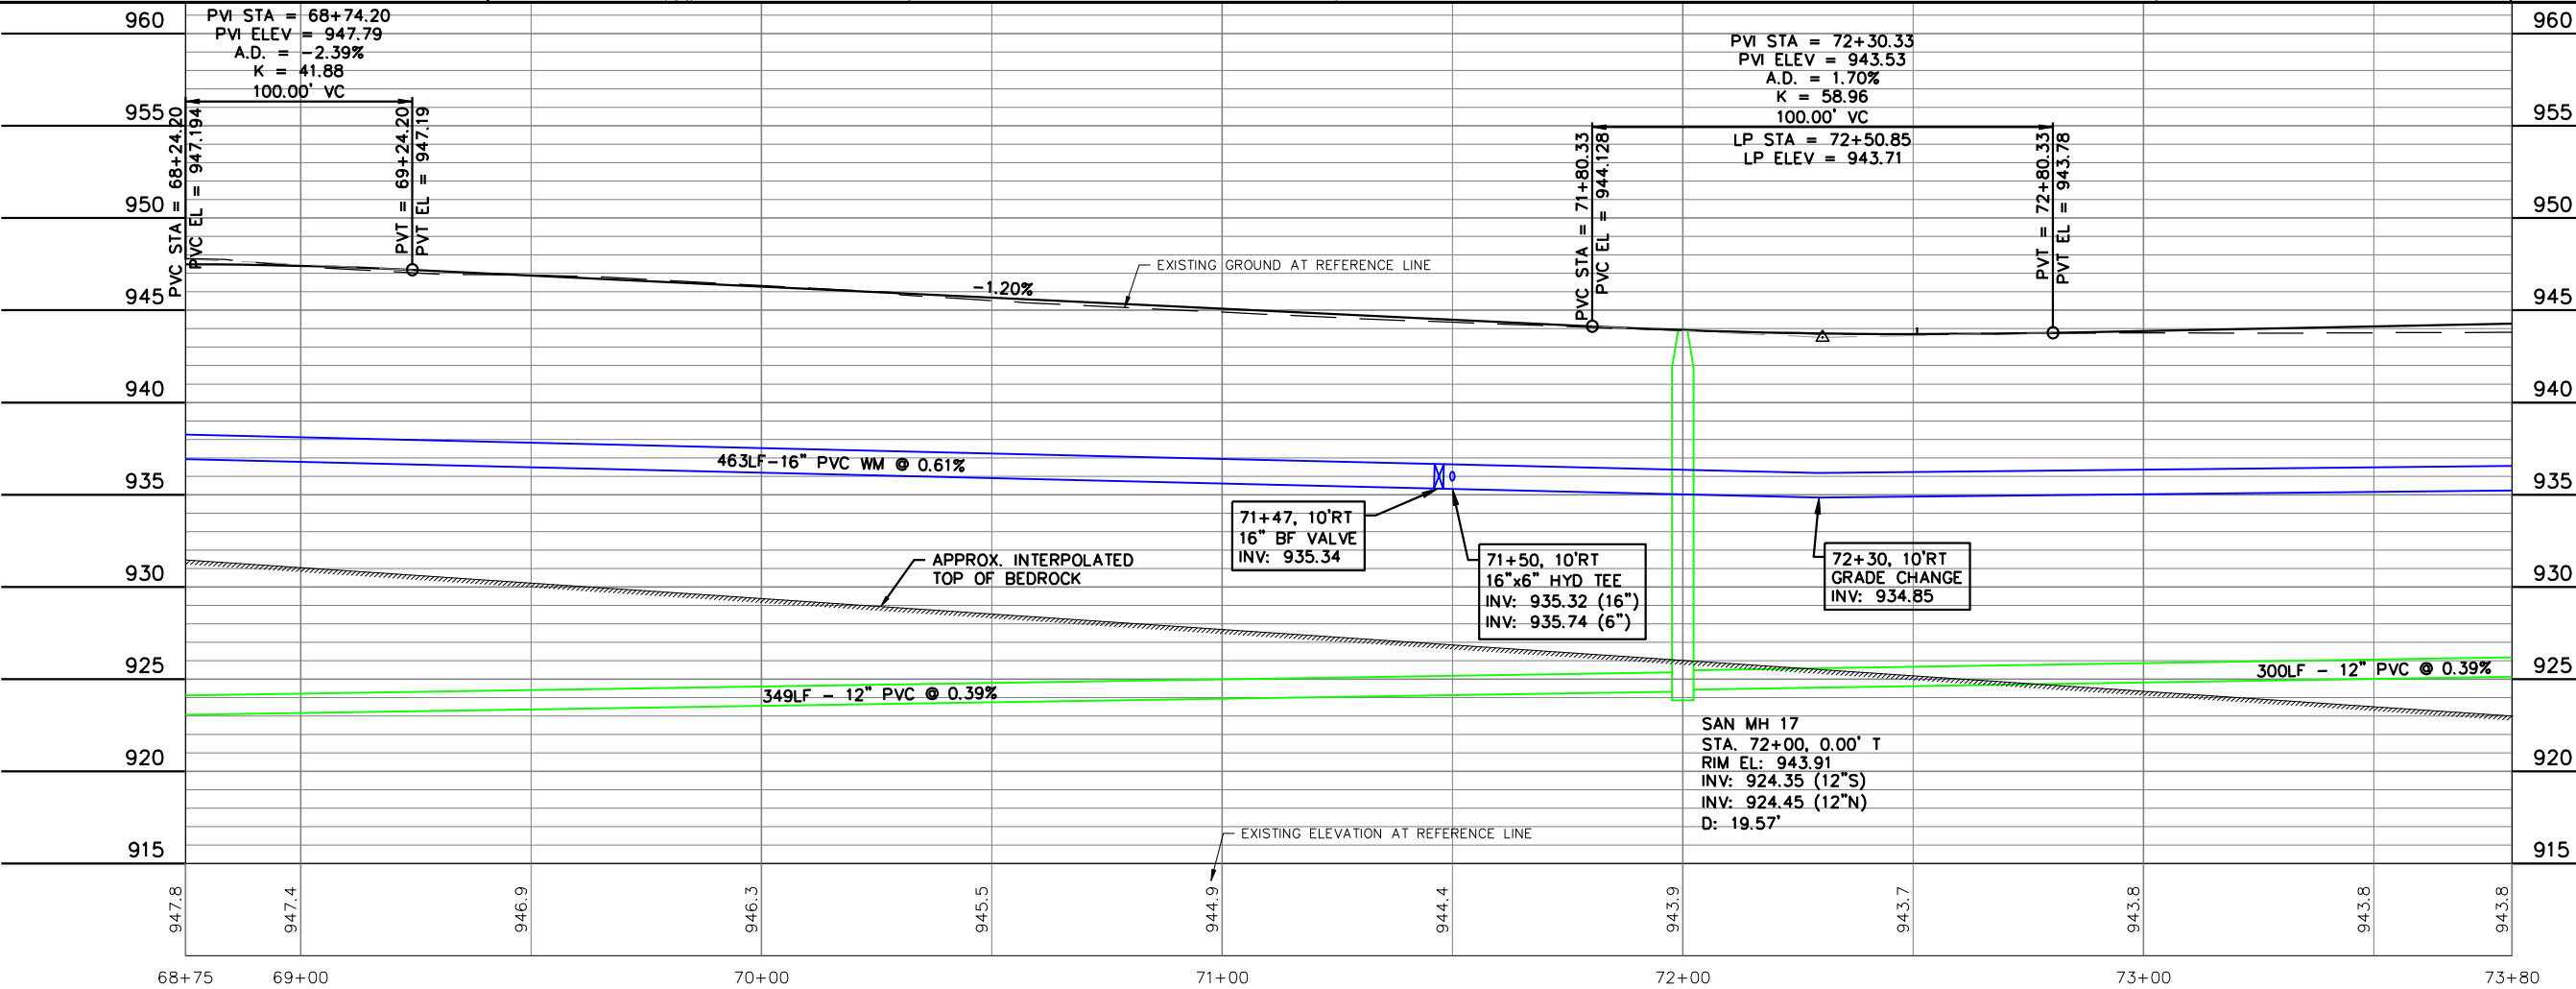 960
955
950
945
940
935
930
925
920
915
PVI STA = 68+74.20
PVI ELEV = 947.79
A.D. = -2.39%
K = 41.88
100.00' VC
PVC STA = 68+24.20
PVC EL = 947.194
PVT = 69+24.20
PVT EL = 947.19
-1.20%
EXISTING GROUND AT REFERENCE LINE
PVI STA = 72+30.33
PVI ELEV = 943.53
A.D. = 1.70%
K = 58.96
100.00' VC
LP STA = 72+50.85
LP ELEV = 943.71
PVC STA = 71+80.33
PVC EL = 944.128
PVT = 72+80.33
PVT EL = 943.78
463LF-16" PVC WM @ 0.61%
71+47, 10'RT
16" BF VALVE
INV: 935.34
71+50, 10'RT
16"x6" HYD TEE
INV: 935.32 (16")
INV: 935.74 (6")
72+30, 10'RT
GRADE CHANGE
INV: 934.85
APPROX. INTERPOLATED
TOP OF BEDROCK
349LF - 12" PVC @ 0.39%
300LF - 12" PVC @ 0.39%
SAN MH 17
STA. 72+00, 0.00' T
RIM EL: 943.91
INV: 924.35 (12"S)
INV: 924.45 (12"N)
D: 19.57'
EXISTING ELEVATION AT REFERENCE LINE
960
955
950
945
940
935
930
925
920
915
947.8
947.4
946.9
946.3
945.5
944.9
944.4
943.9
943.7
943.8
943.8
943.8
68+75
69+00
70+00
71+00
72+00
73+00
73+80